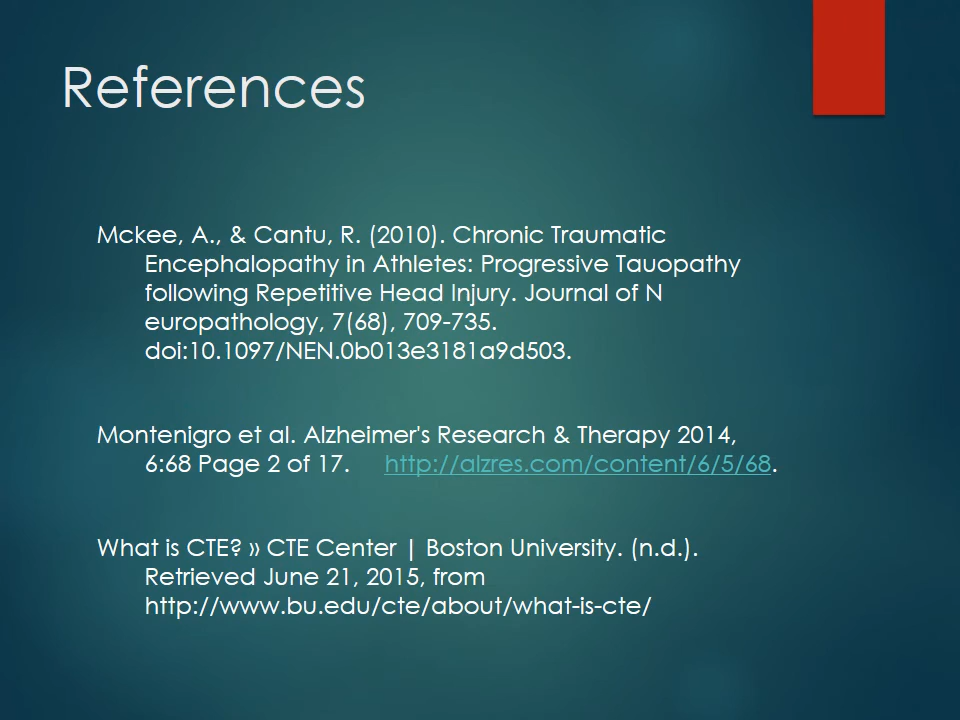 References
Mckee, A., & Cantu, R. (2010). Chronic Traumatic
Encephalopathy in Athletes: Progressive Tauopathy
following Repetitive Head Injury. Journal of N
europathology, 7(68), 709-735.
doi:10.1097/NEN.0b013e3181a9d503.
Montenigro et al. Alzheimer's Research & Therapy 2014,
6:68 Page 2 of 17. http://alzres.com/content/6/5/68.
What is CTE? » CTE Center | Boston University. (n.d.).
Retrieved June 21, 2015, from
http://www.bu.edu/cte/about/what-is-cte/